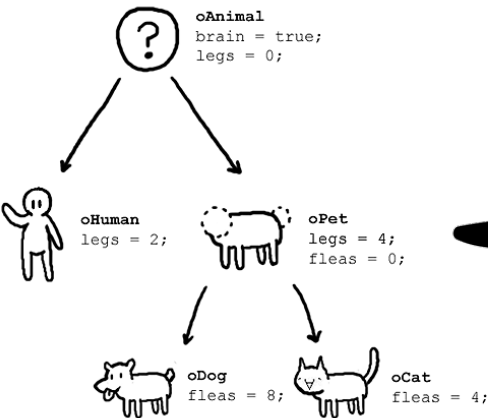 ?
oAnimal
brain = true;
legs = 0;
oHuman
legs = 2;
oPet
legs = 4;
fleas = 0;
oDog
fleas = 8;
oCat
fleas = 4;